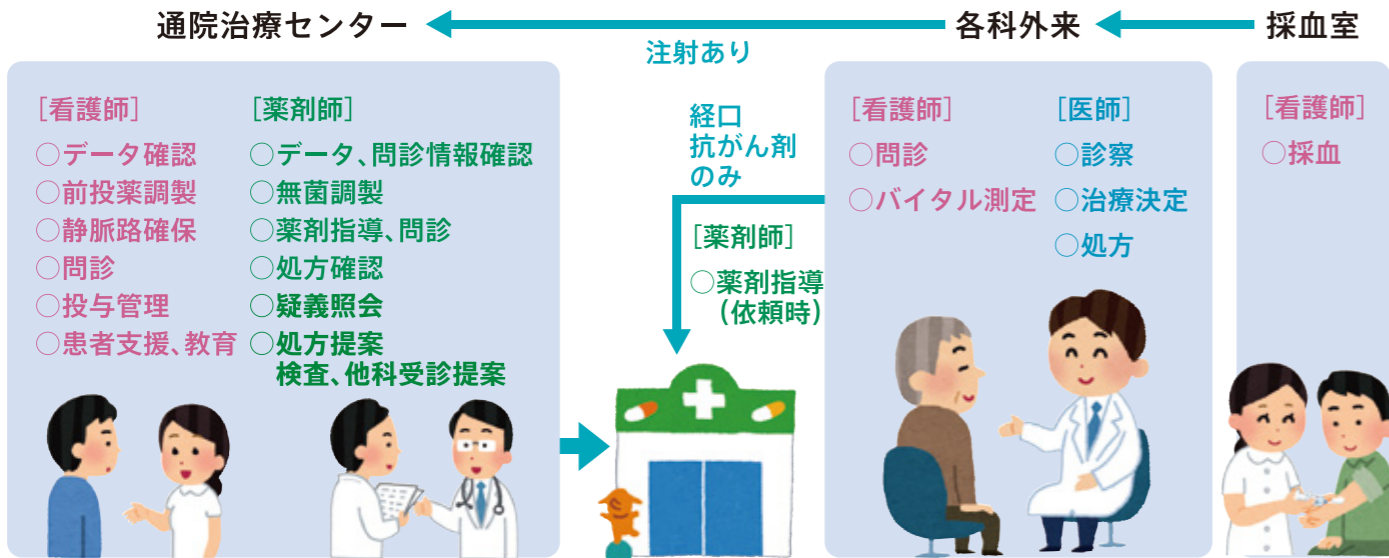 通院治療センター
各科外来
採血室
注射あり
[看護師]
○データ確認
○前投薬調製
○静脈路確保
○問診
○投与管理
○患者支援、教育
[薬剤師]
○データ、問診情報確認
○無菌調製
○薬剤指導、問診
○処方確認
○疑義照会
○処方提案
検査、他科受診提案
経口
抗がん剤
のみ
[薬剤師]
○薬剤指導
（依頼時）
[看護師]
○問診
○バイタル測定
[医師]
○診察
○治療決定
○処方
[看護師]
○採血